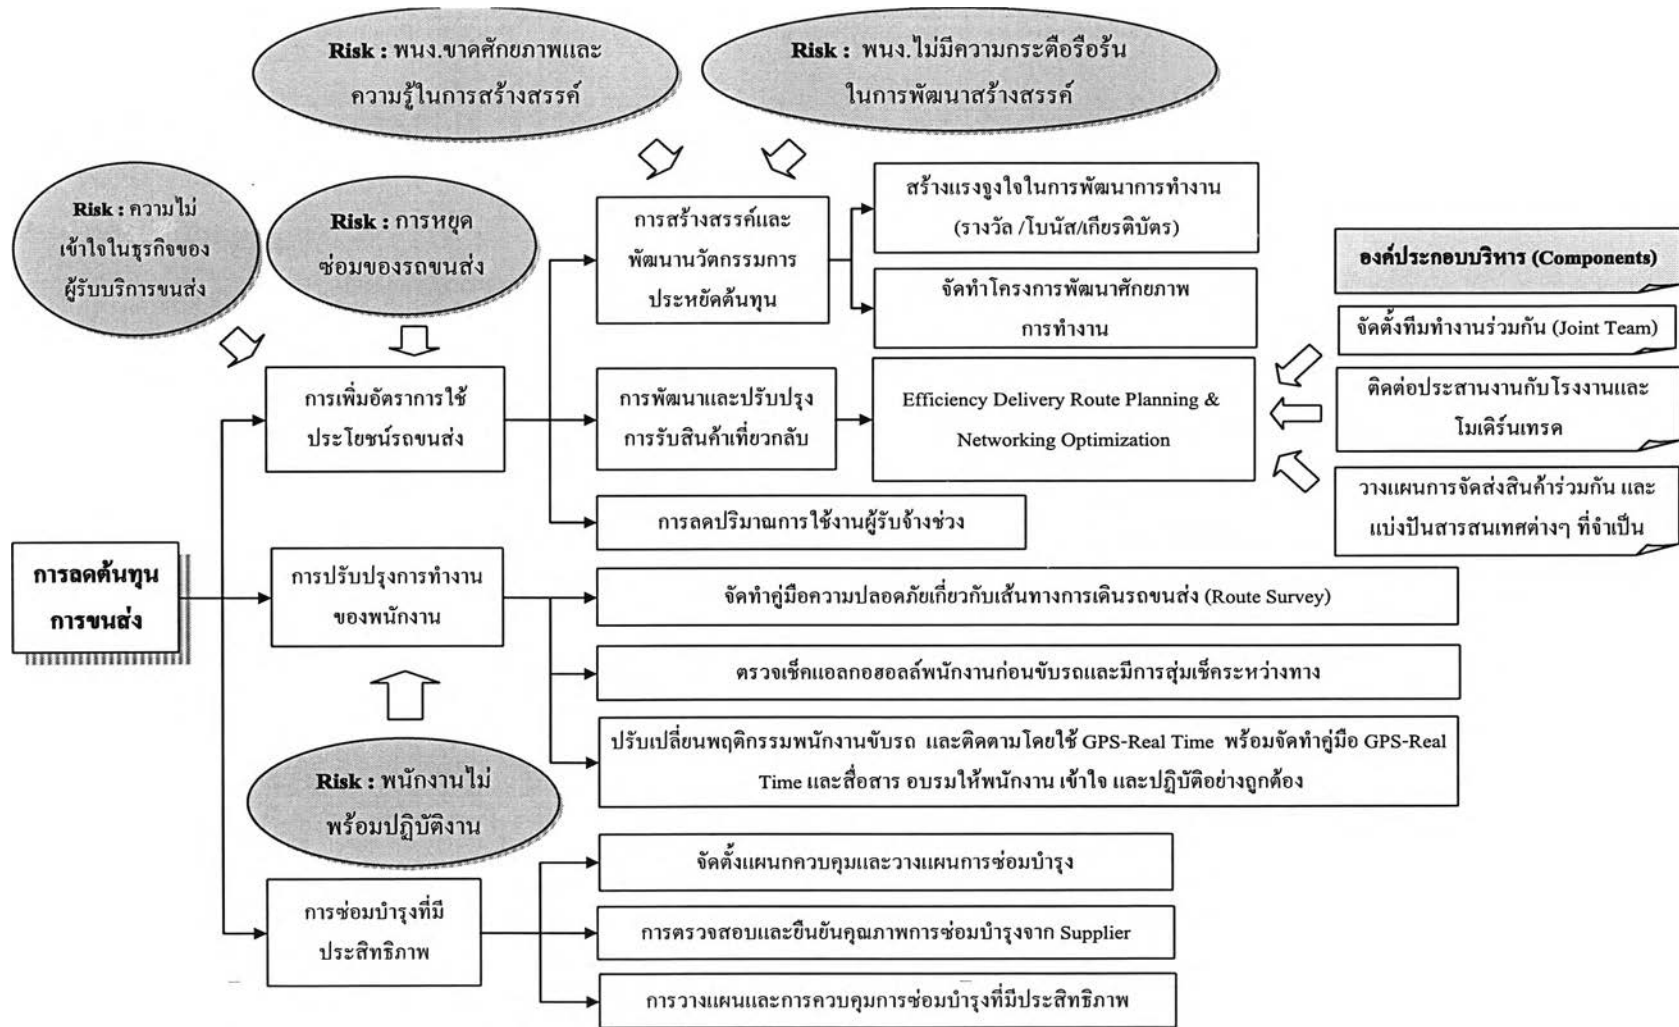 Risk : พนง.ขาดศักยภาพและ
ความรู้ในการสร้างสรรค์
Risk : พนง.ไม่มีความกระตือรือร้น
ในการพัฒนาสร้างสรรค์
Risk : ความไม่
เข้าใจในธุรกิจของ
ผู้รับบริการขนส่ง
Risk : การหยุด
ซ่อมของรถขนส่ง
การสร้างสรรค์และ
พัฒนานวัตกรรมการ
ประหยัดต้นทุน
สร้างแรงจูงใจในการพัฒนาการทำงาน
(รางวัล /โบนัส/เกียรติบัตร)
จัดทำโครงการพัฒนาศักยภาพ
การทำงาน
องค์ประกอบบริหาร (Components)
จัดตั้งทีมทำงานร่วมกัน (Joint Team)
ติดต่อประสานงานกับโรงงานและ
โมเดิร์นเทรด
วางแผนการจัดส่งสินค้าร่วมกัน และ
แบ่งปันสารสนเทศต่างๆ ที่จำเป็น
การเพิ่มอัตราการใช้
ประโยชน์รถขนส่ง
การพัฒนาและปรับปรุง
การรับสินค้าเที่ยวกลับ
Efficiency Delivery Route Planning &
Networking Optimization
การลดปริมาณการใช้งานผู้รับจ้างช่วง
การลดต้นทุน
การขนส่ง
การปรับปรุงการทำงาน
ของพนักงาน
จัดทำคู่มือความปลอดภัยเกี่ยวกับเส้นทางการเดินรถขนส่ง (Route Survey)
ตรวจเช็คแอลกอฮอลล์พนักงานก่อนขับรถและมีการสุ่มเช็คระหว่างทาง
ปรับเปลี่ยนพฤติกรรมพนักงานขับรถ และติดตามโดยใช้ GPS-Real Time พร้อมจัดทำคู่มือ GPS-Real
Time และสื่อสาร อบรมให้พนักงาน เข้าใจ และปฏิบัติอย่างถูกต้อง
Risk : พนักงานไม่
พร้อมปฏิบัติงาน
จัดตั้งแผนกควบคุมและวางแผนการซ่อมบำรุง
การซ่อมบำรุงที่มี
ประสิทธิภาพ
การตรวจสอบและยืนยันคุณภาพการซ่อมบำรุงจาก Supplier
การวางแผนและการควบคุมการซ่อมบำรุงที่มีประสิทธิภาพ